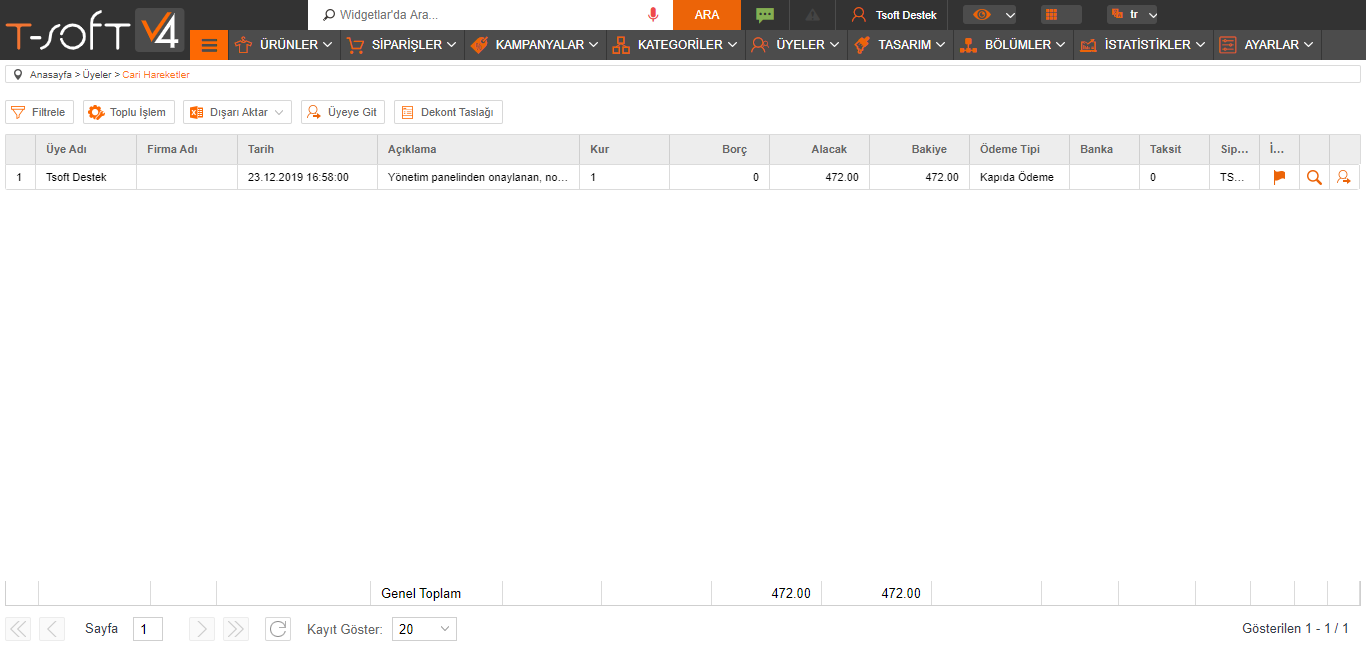 T-SOFT V4
Widgetlar'da Ara...
ARA
Tsoft Destek
tr
ÜRÜNLER
SİPARİŞLER
KAMPANYALAR
KATEGORİLER
ÜYELER
TASARIM
BÖLÜMLER
İSTATİSTİKLER
AYARLAR
Anasayfa > Üyeler > Cari Hareketler
Filtrele
Toplu İşlem
Dışarı Aktar
Üyeye Git
Dekont Taslağı
Üye Adı Firma Adı Tarih Açıklama Kur Borç Alacak Bakiye Ödeme Tipi Banka Taksit Sip... İ...
1 Tsoft Destek 23.12.2019 16:58:00 Yönetim panelinden onaylanan, no... 1 0 472.00 472.00 Kapıda Ödeme 0 TS...
Genel Toplam 472.00 472.00
Sayfa 1 Kayıt Göster: 20 Gösterilen 1 - 1 / 1